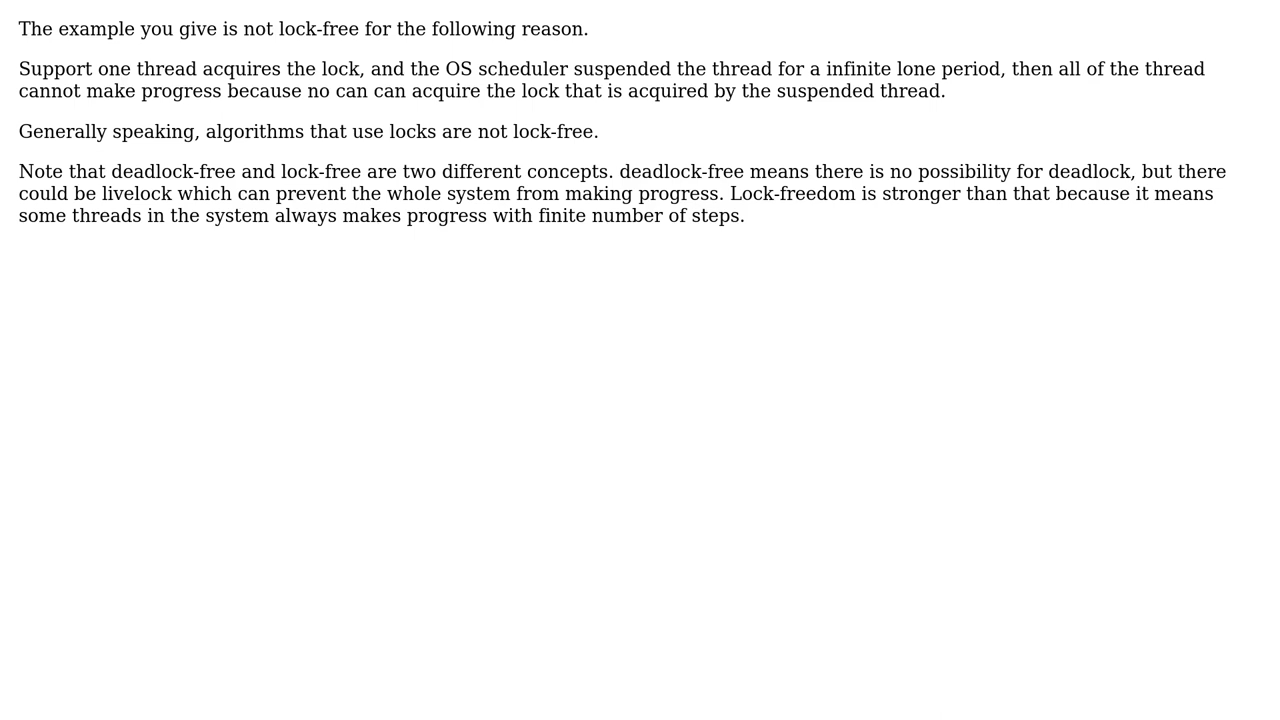 The example you give is not lock-free for the following reason.
Support one thread acquires the lock, and the OS scheduler suspended the thread for a infinite lone period, then all of the thread
cannot make progress because no can can acquire the lock that is acquired by the suspended thread.
Generally speaking, algorithms that use locks are not lock-free.
Note that deadlock-free and lock-free are two different concepts. deadlock-free means there is no possibility for deadlock, but there
could be livelock which can prevent the whole system from making progress. Lock-freedom is stronger than that because it means
some threads in the system always makes progress with finite number of steps.